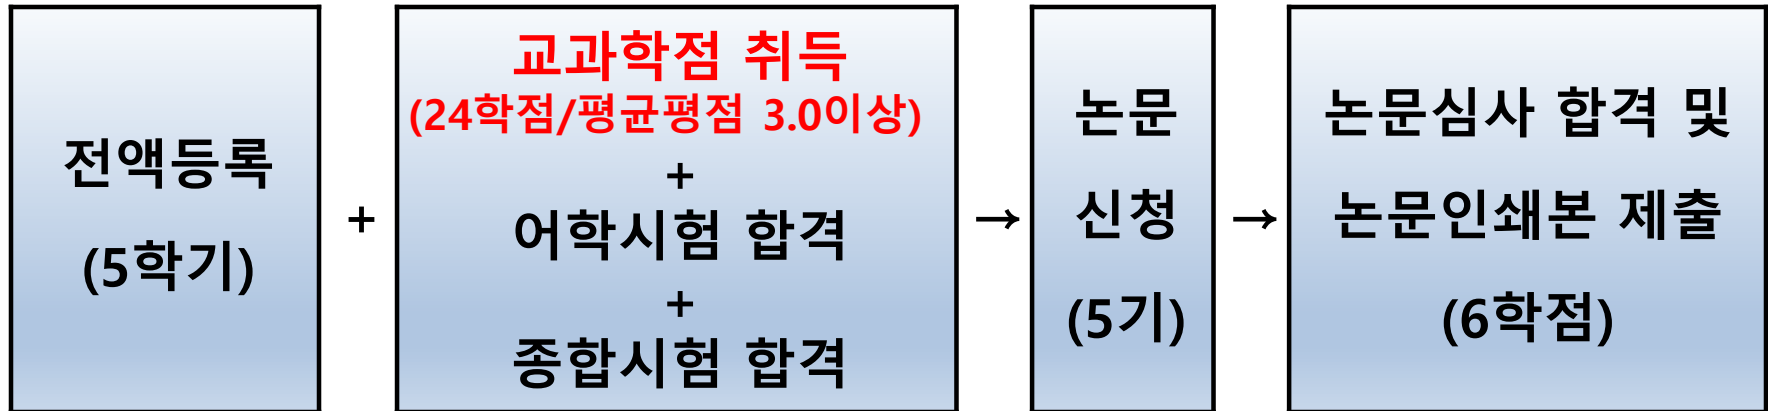 전액등록
(5학기)
+
교과학점 취득
(24학점/평균평점 3.0이상)
+
어학시험 합격
+
종합시험 합격
→
논문
신청
(5기)
→
논문심사 합격 및
논문인쇄본 제출
(6학점)